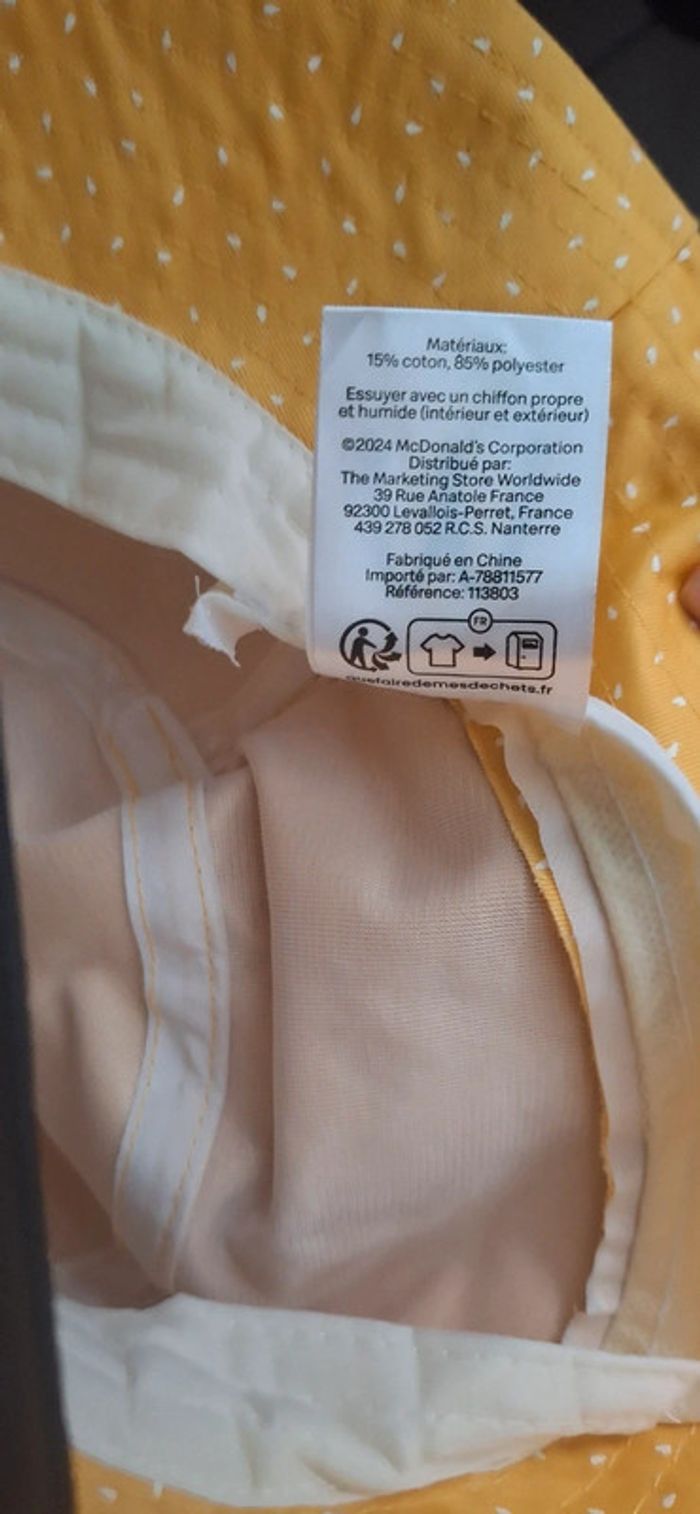 Matériaux:
15% coton, 85% polyester
Essuyer avec un chiffon propre
et humide (intérieur et extérieur)
©2024 McDonald's Corporation
Distribué par:
The Marketing Store Worldwide
39 Rue Anatole France
92300 Levallois-Perret, France
439 278 052 R.C.S. Nanterre
Fabriqué en Chine
Importé par: A-78811577
Référence: 113803
FR
quefairedemesdechets.fr